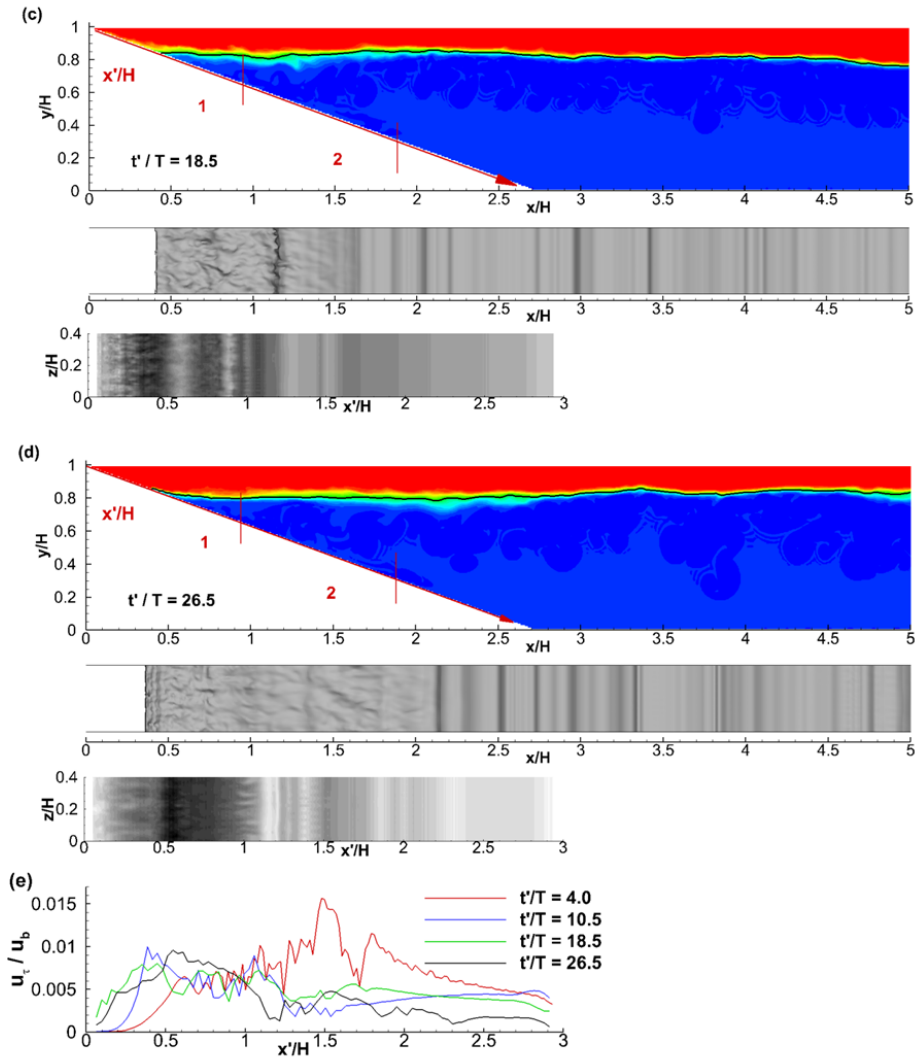 (c)
1
0.8
0.6
0.4
0.2
0
y/H
x'/H
1
2
t' / T = 18.5
0 0.5 1 1.5 2 2.5 3 3.5 4 4.5 5
x/H
0 0.5 1 1.5 2 2.5 3 3.5 4 4.5 5
x/H
0.4
0.2
0
z/H
0 0.5 1 1.5 2 2.5 3
x'/H
(d)
1
0.8
0.6
0.4
0.2
0
y/H
x'/H
1
2
t' / T = 26.5
0 0.5 1 1.5 2 2.5 3 3.5 4 4.5 5
x/H
0 0.5 1 1.5 2 2.5 3 3.5 4 4.5 5
x/H
0.4
0.2
0
z/H
0 0.5 1 1.5 2 2.5 3
x'/H
(e)
0.015
0.01
0.005
0
u_τ / u_b
t'/T = 4.0
t'/T = 10.5
t'/T = 18.5
t'/T = 26.5
0 0.5 1 1.5 2 2.5 3
x'/H